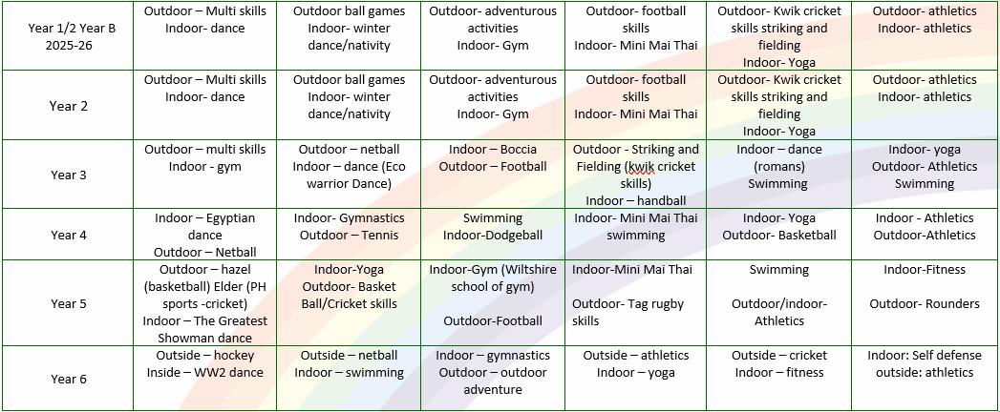 Year 1/2 Year B
2025-26
Outdoor – Multi skills
Indoor- dance
Outdoor ball games
Indoor- winter
dance/nativity
Outdoor- adventurous
activities
Indoor- Gym
Outdoor- football
skills
Indoor- Mini Mai Thai
Outdoor- Kwik cricket
skills striking and
fielding
Indoor- Yoga
Outdoor- athletics
Indoor- athletics
Year 2
Outdoor – Multi skills
Indoor- dance
Outdoor ball games
Indoor- winter
dance/nativity
Outdoor- adventurous
activities
Indoor- Gym
Outdoor- football
skills
Indoor- Mini Mai Thai
Outdoor- Kwik cricket
skills striking and
fielding
Indoor- Yoga
Outdoor- athletics
Indoor- athletics
Year 3
Outdoor – multi skills
Indoor - gym
Outdoor – netball
Indoor – dance (Eco
warrior Dance)
Indoor – Boccia
Outdoor – Football
Outdoor - Striking and
Fielding (kwik cricket
skills)
Indoor – handball
Indoor – dance
(romans)
Swimming
Indoor- yoga
Outdoor- Athletics
Swimming
Year 4
Indoor – Egyptian
dance
Outdoor – Netball
Indoor- Gymnastics
Outdoor – Tennis
Swimming
Indoor-Dodgeball
Indoor- Mini Mai Thai
swimming
Indoor- Yoga
Outdoor- Basketball
Indoor - Athletics
Outdoor-Athletics
Year 5
Outdoor – hazel
(basketball) Elder (PH
sports -cricket)
Indoor – The Greatest
Showman dance
Indoor-Yoga
Outdoor- Basket
Ball/Cricket skills
Indoor-Gym (Wiltshire
school of gym)
Outdoor-Football
Indoor-Mini Mai Thai
Outdoor- Tag rugby
skills
Swimming
Outdoor/indoor-
Athletics
Indoor-Fitness
Outdoor- Rounders
Year 6
Outside – hockey
Inside – WW2 dance
Outside – netball
Indoor – swimming
Indoor – gymnastics
Outdoor – outdoor
adventure
Outside – athletics
Indoor – yoga
Outside – cricket
Indoor – fitness
Indoor: Self defense
outside: athletics